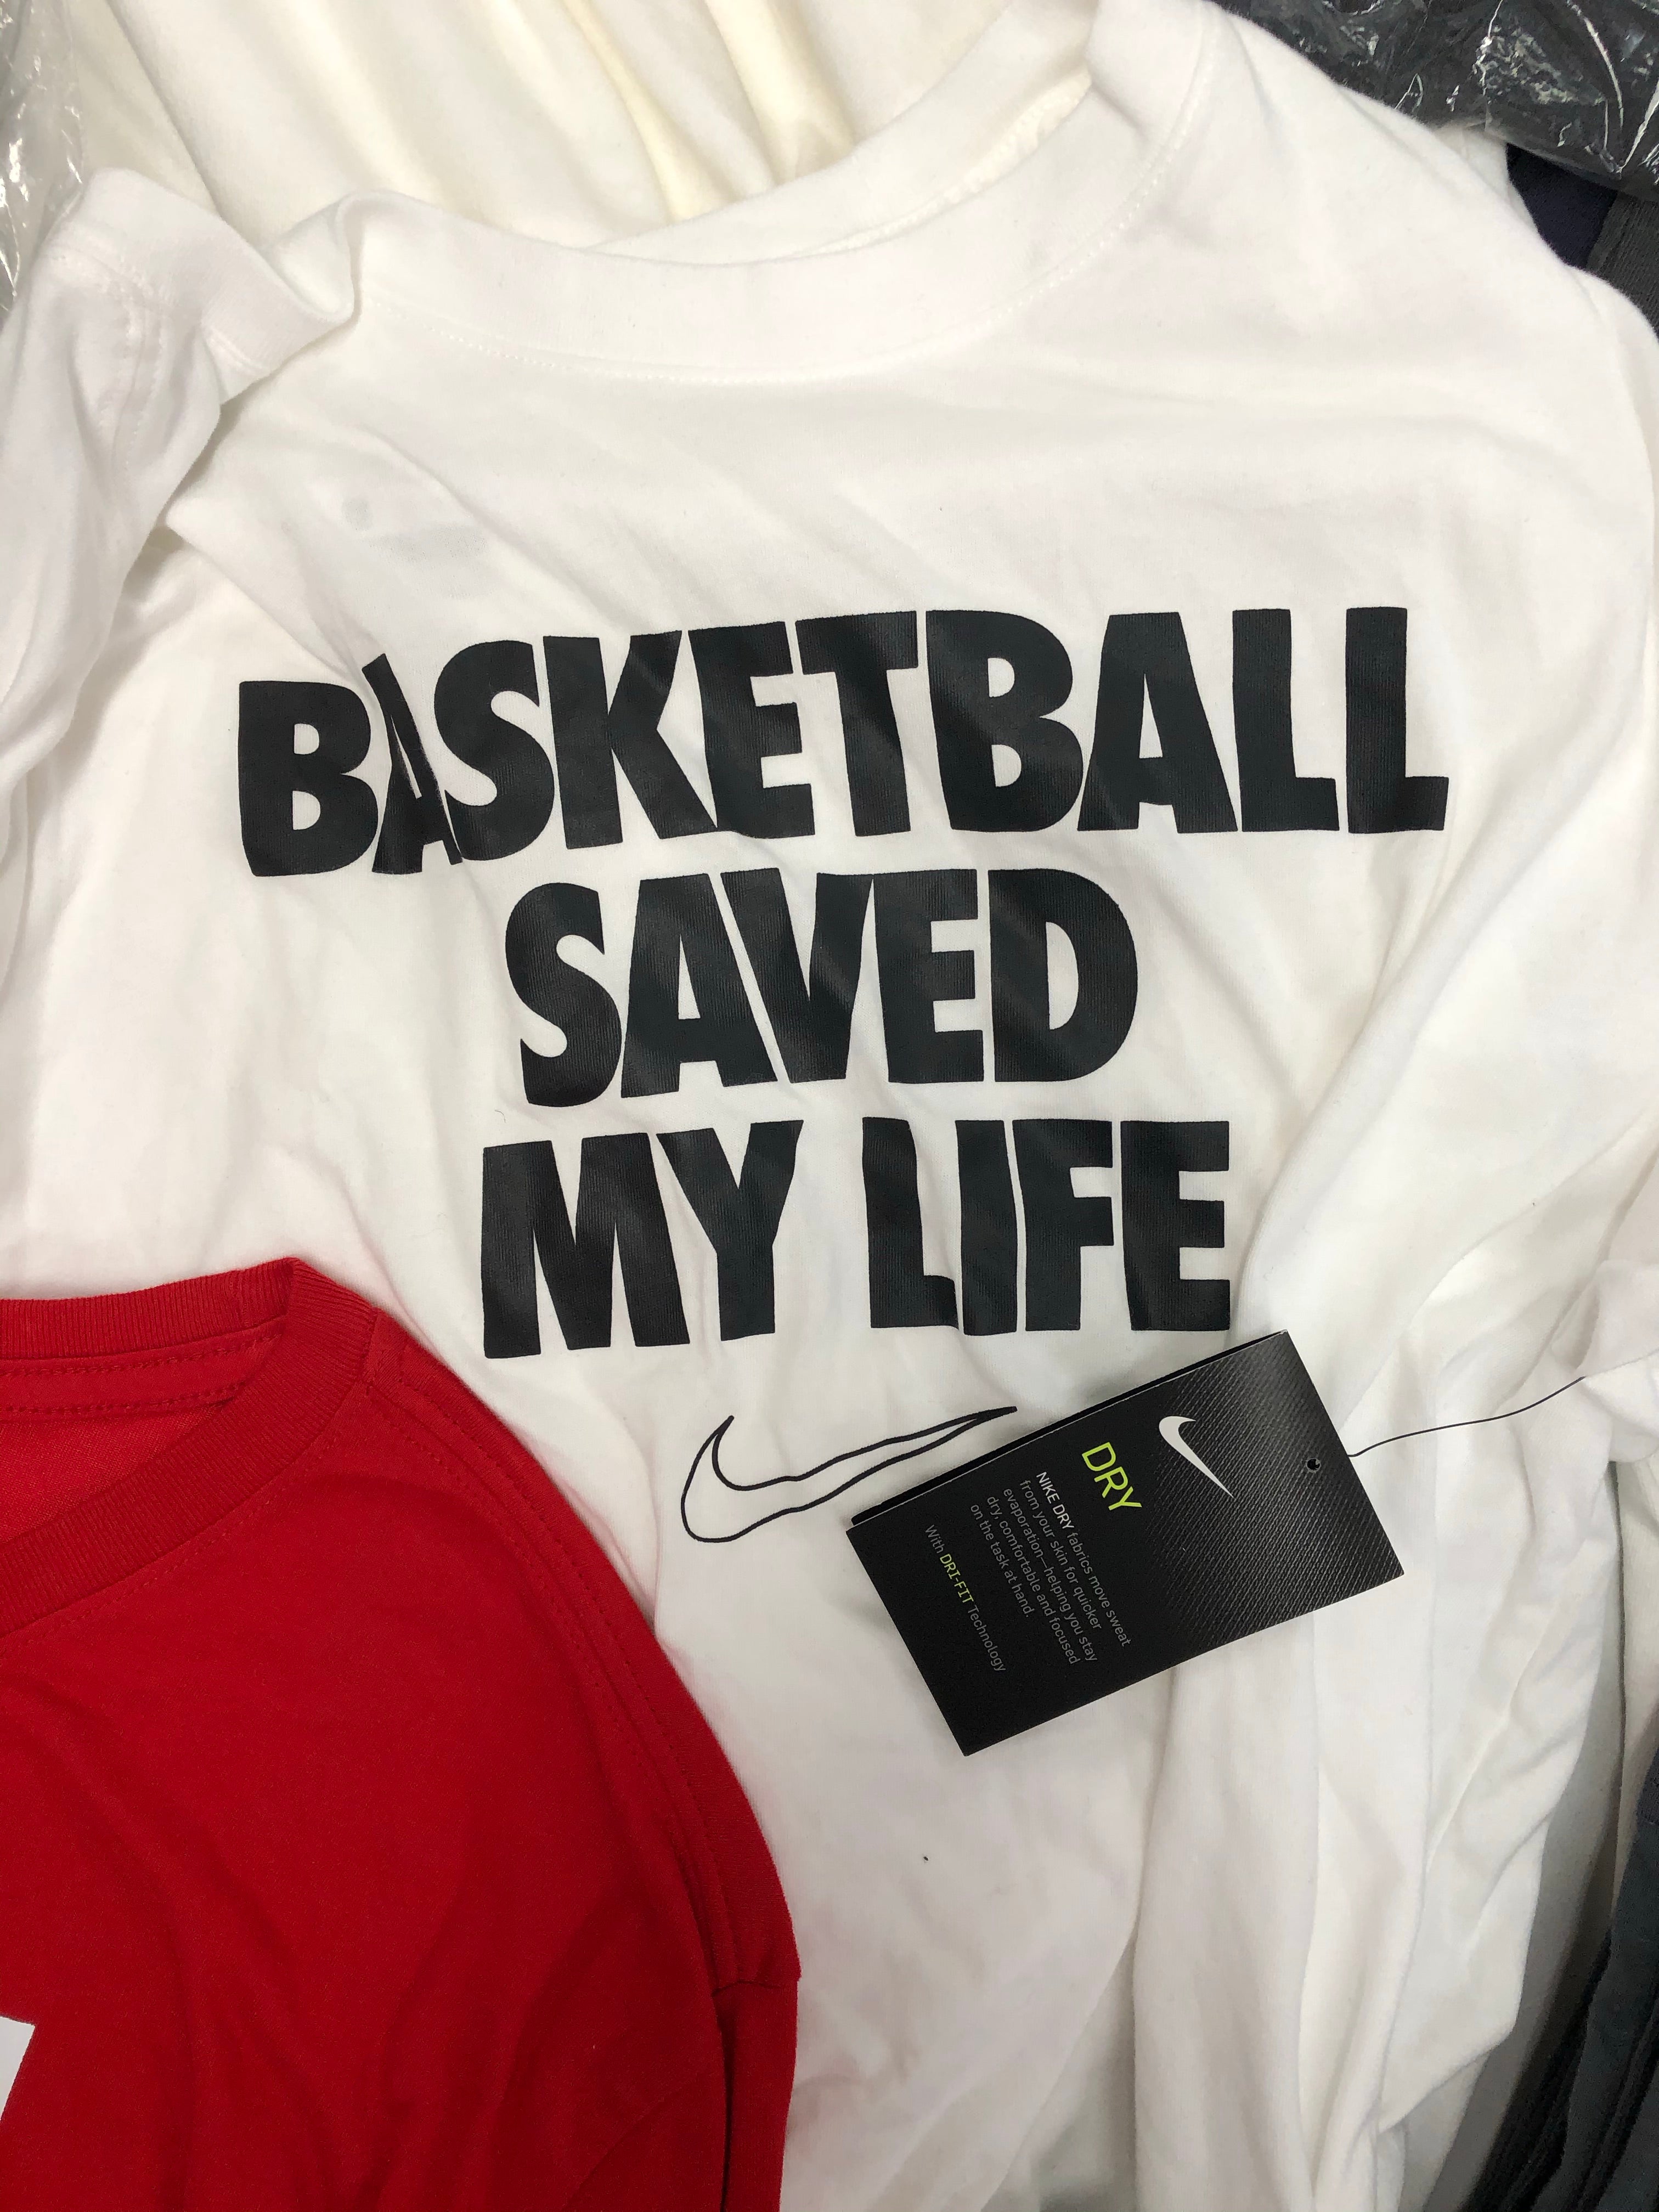 BASKETBALL
SAVED
MY LIFE
DRY
NIKE DRY fabrics move sweat
from your skin for quicker
evaporation—helping you stay
dry, comfortable and focused
on the task at hand.
With DRI-FIT Technology